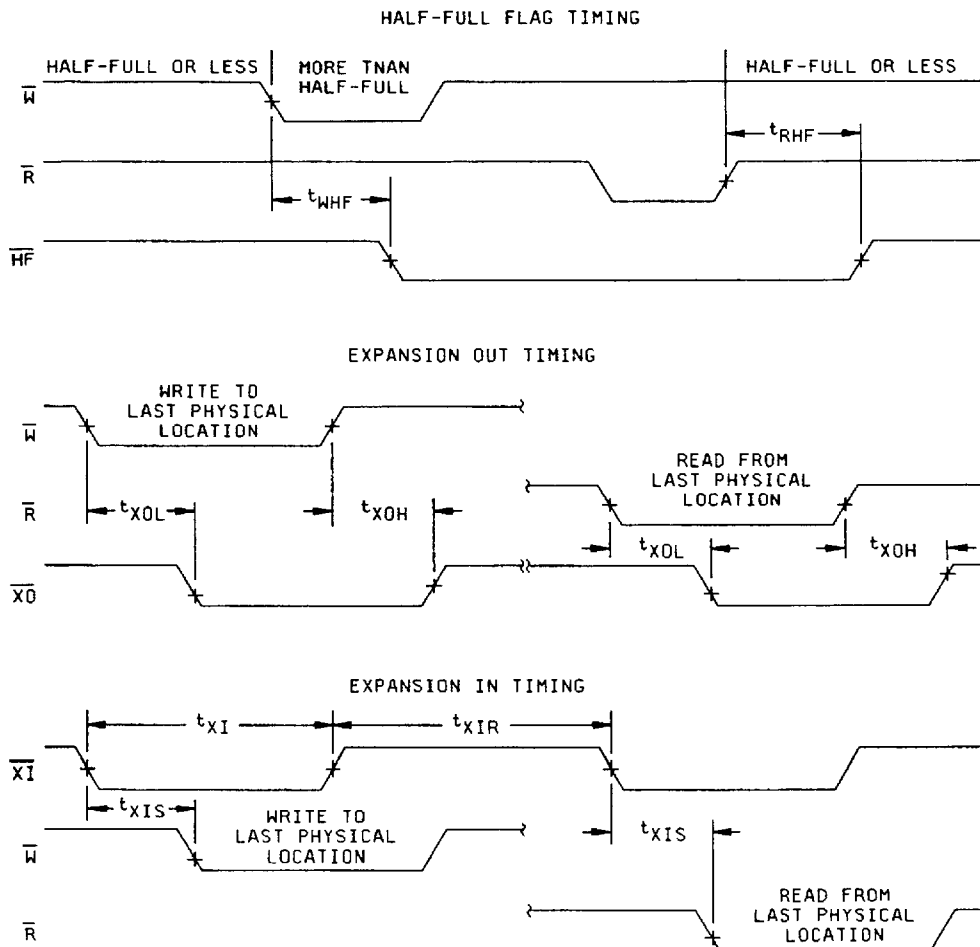 HALF-FULL FLAG TIMING
HALF-FULL OR LESS
MORE TNAN
HALF-FULL
HALF-FULL OR LESS
W
tRHF
R
tWHF
HF
EXPANSION OUT TIMING
WRITE TO
LAST PHYSICAL
LOCATION
W
READ FROM
LAST PHYSICAL
LOCATION
R
tXOL
tXOH
tXOL
tXOH
XO
EXPANSION IN TIMING
tXI
tXIR
XI
tXIS
WRITE TO
LAST PHYSICAL
LOCATION
tXIS
W
READ FROM
LAST PHYSICAL
LOCATION
R